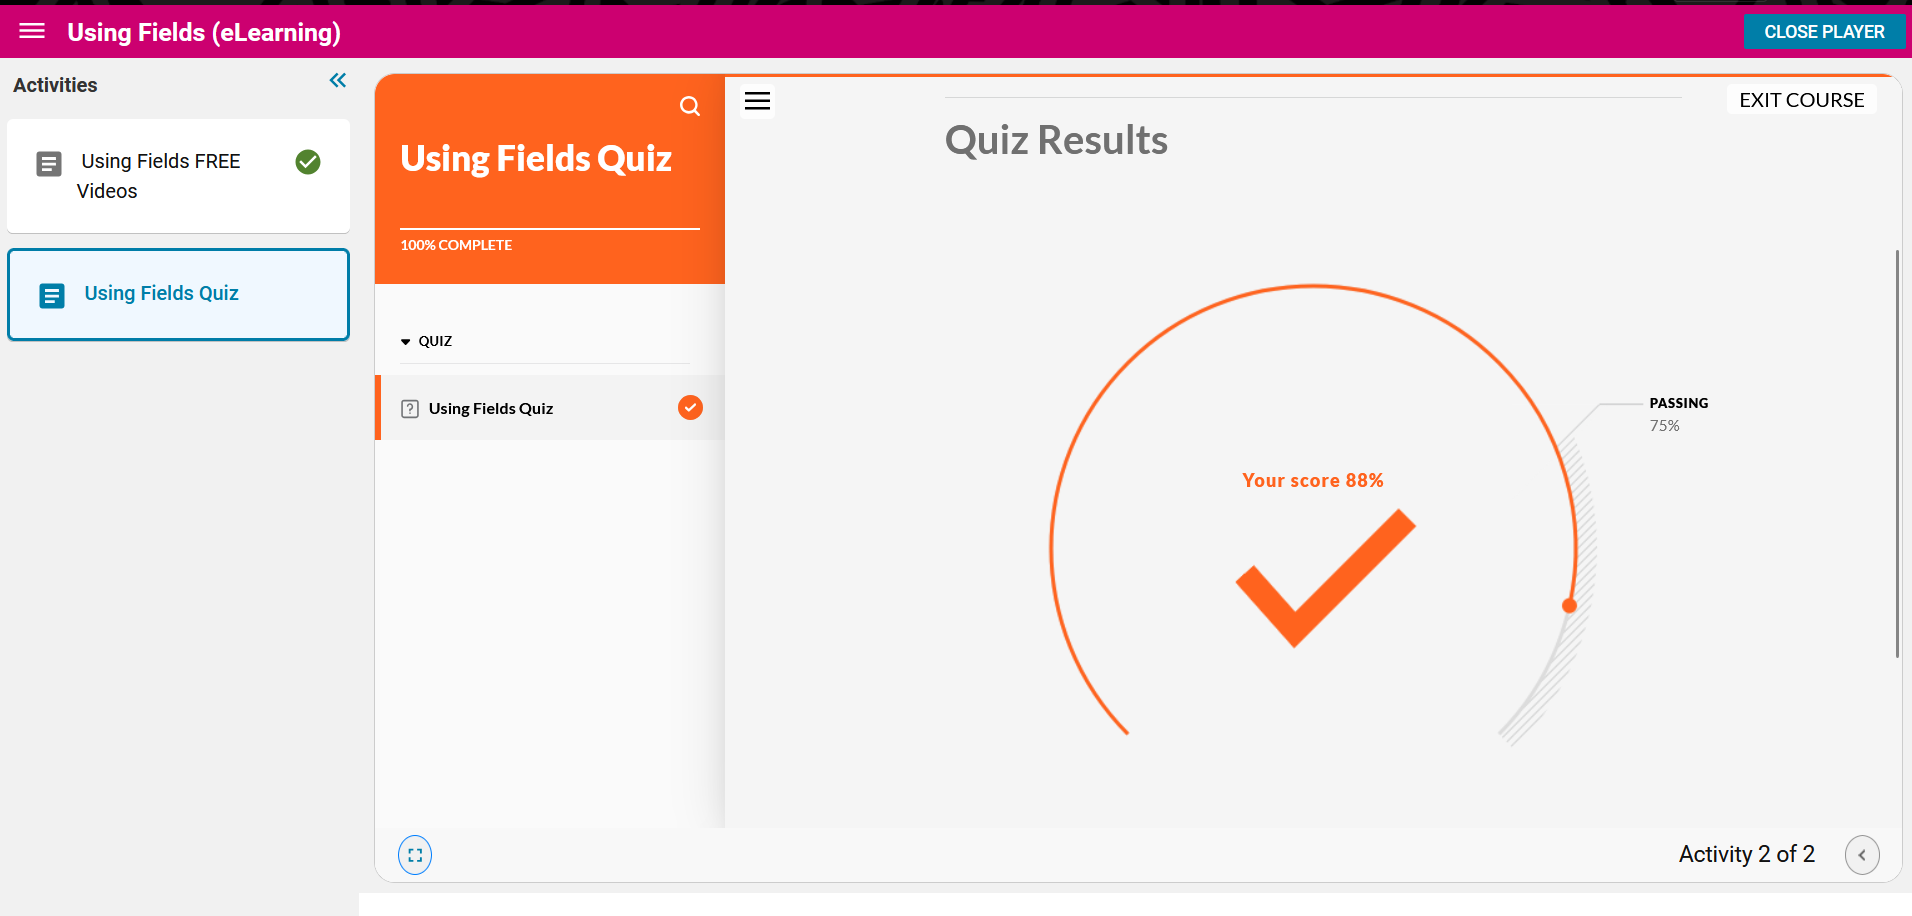 Using Fields (eLearning)
CLOSE PLAYER
Activities
Using Fields FREE
Videos
Using Fields Quiz
Using Fields Quiz
100% COMPLETE
QUIZ
Using Fields Quiz
EXIT COURSE
Quiz Results
PASSING
75%
Your score 88%
Activity 2 of 2